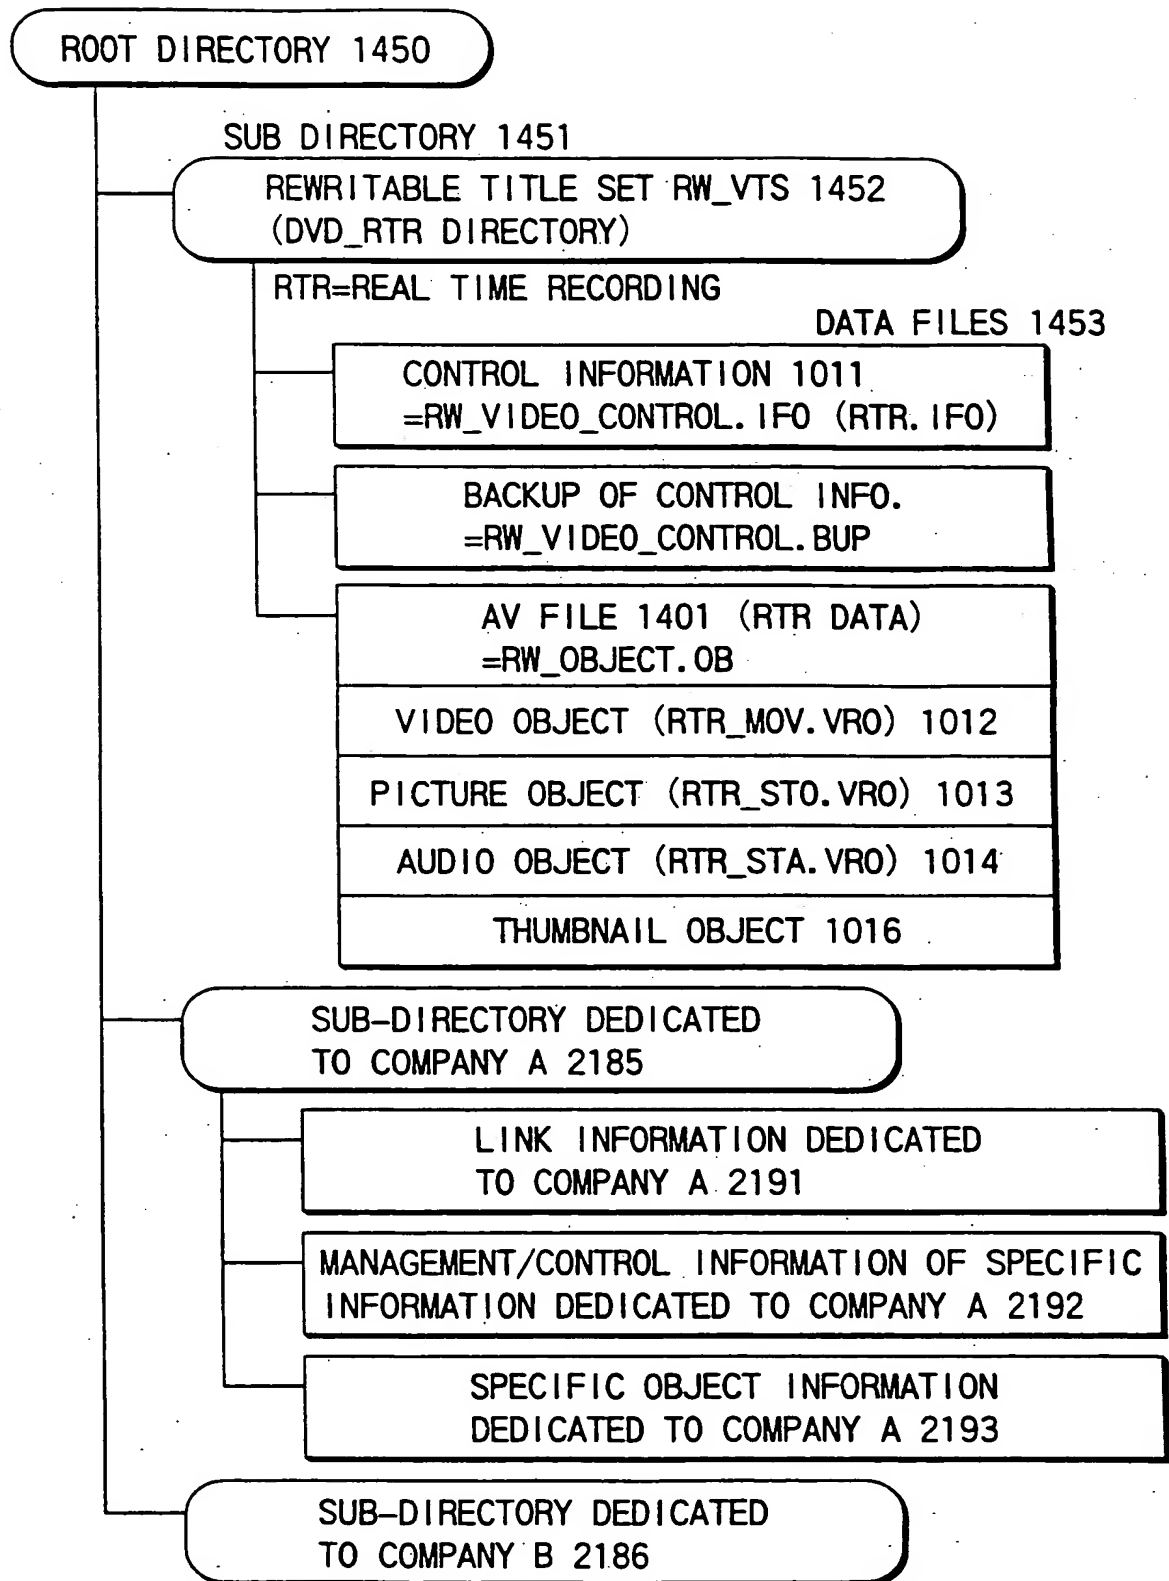 ROOT DIRECTORY 1450
SUB DIRECTORY 1451
REWRITABLE TITLE SET RW_VTS 1452
(DVD_RTR DIRECTORY)
RTR=REAL TIME RECORDING
DATA FILES 1453
CONTROL INFORMATION 1011
=RW_VIDEO_CONTROL.IFO (RTR.IFO)
BACKUP OF CONTROL INFO.
=RW_VIDEO_CONTROL.BUP
AV FILE 1401 (RTR DATA)
=RW_OBJECT.OB
VIDEO OBJECT (RTR_MOV.VRO) 1012
PICTURE OBJECT (RTR_STO.VRO) 1013
AUDIO OBJECT (RTR_STA.VRO) 1014
THUMBNAIL OBJECT 1016
SUB-DIRECTORY DEDICATED
TO COMPANY A 2185
LINK INFORMATION DEDICATED
TO COMPANY A 2191
MANAGEMENT/CONTROL INFORMATION OF SPECIFIC
INFORMATION DEDICATED TO COMPANY A 2192
SPECIFIC OBJECT INFORMATION
DEDICATED TO COMPANY A 2193
SUB-DIRECTORY DEDICATED
TO COMPANY B 2186